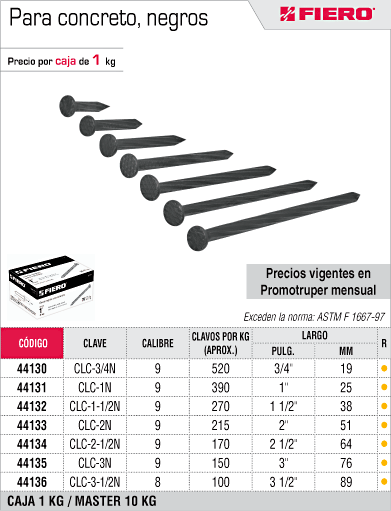 Para concreto, negros
FIERO®
Precio por caja de 1 kg
FIERO
Precios vigentes en
Promotruper mensual
Exceden la norma: ASTM F 1667-97
CÓDIGO CLAVE CALIBRE CLAVOS POR KG (APROX.) LARGO R
PULG. MM
44130 CLC-3/4N 9 520 3/4" 19
44131 CLC-1N 9 390 1" 25
44132 CLC-1-1/2N 9 270 1 1/2" 38
44133 CLC-2N 9 215 2" 51
44134 CLC-2-1/2N 9 170 2 1/2" 64
44135 CLC-3N 9 150 3" 76
44136 CLC-3-1/2N 8 100 3 1/2" 89
CAJA 1 KG / MASTER 10 KG